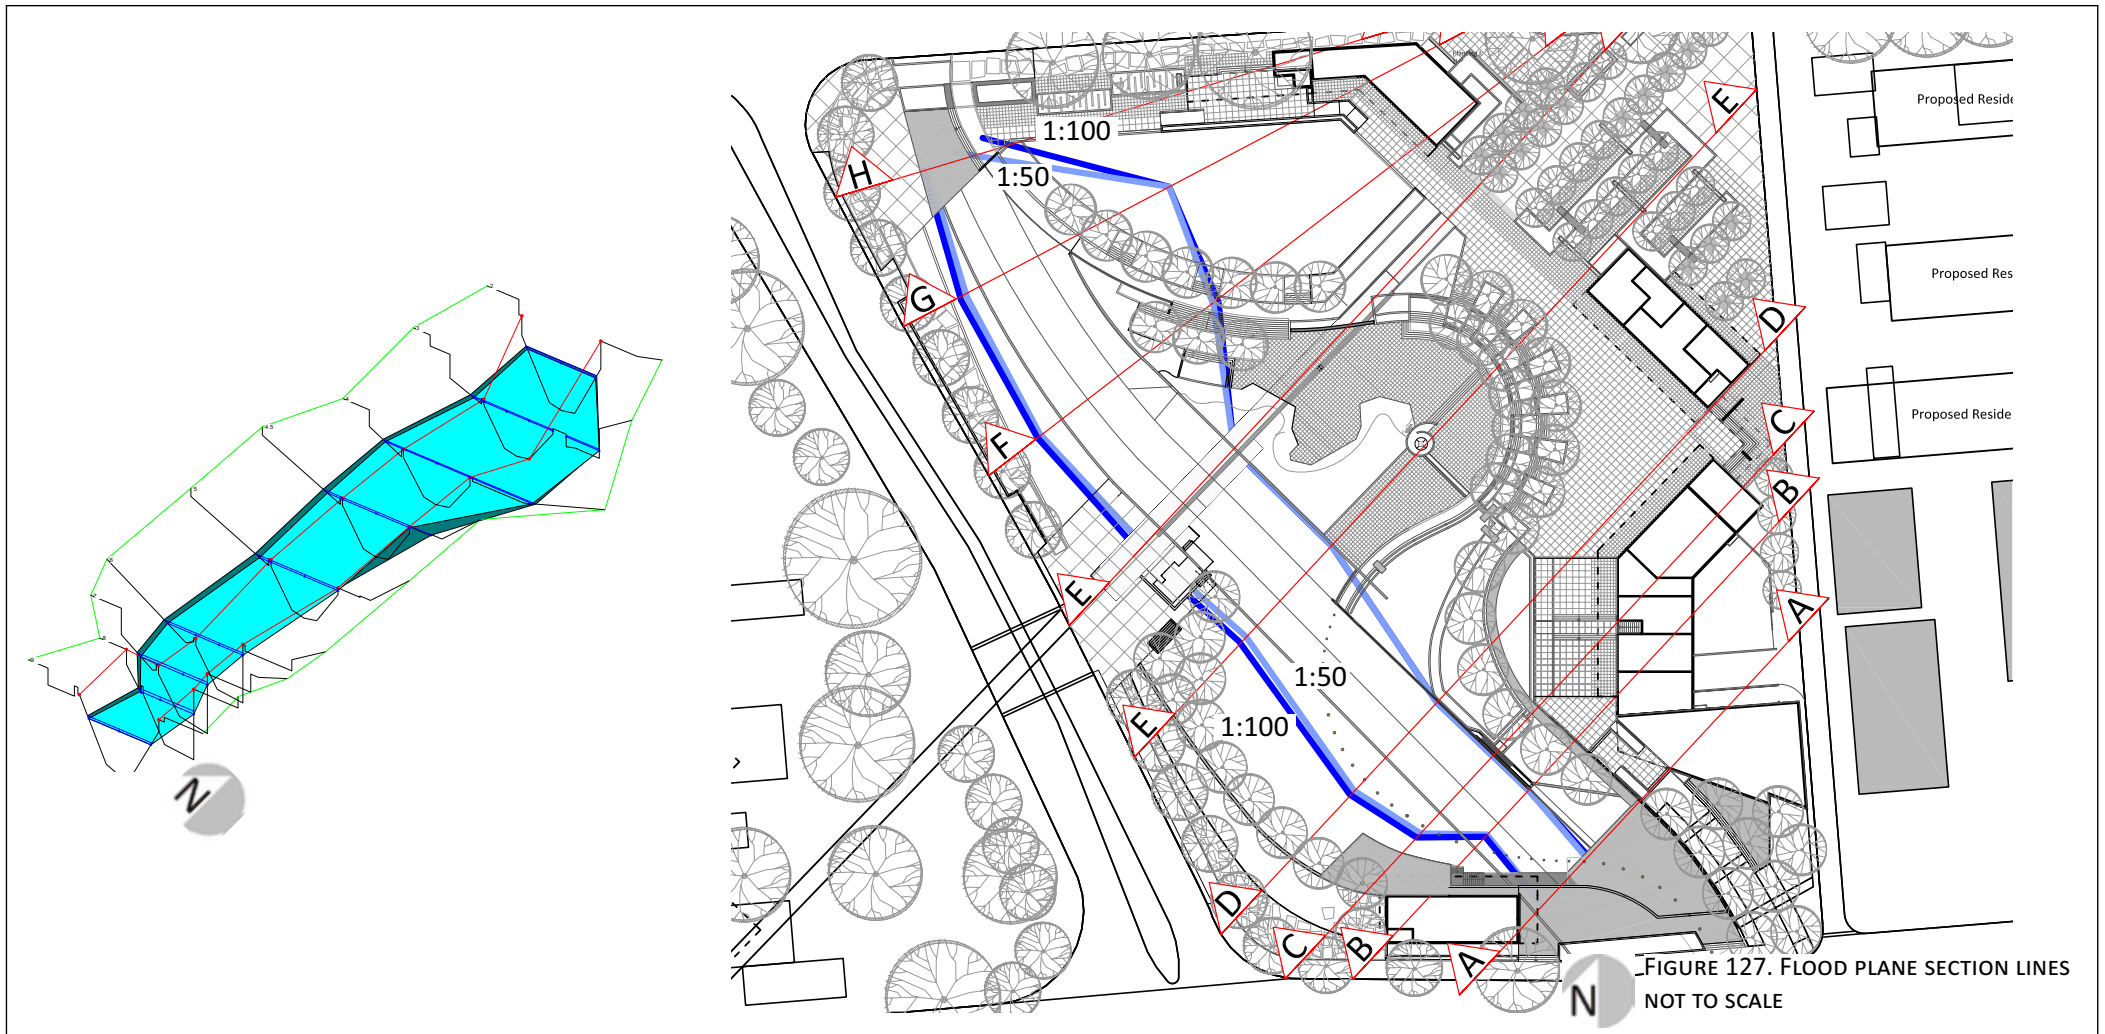 1:100
1:50
H
G
F
E
E
E
D
C
B
A
D
C
B
A
1:50
1:100
Proposed Reside
Proposed Res
Proposed Reside
N
N
FIGURE 127. FLOOD PLANE SECTION LINES
NOT TO SCALE